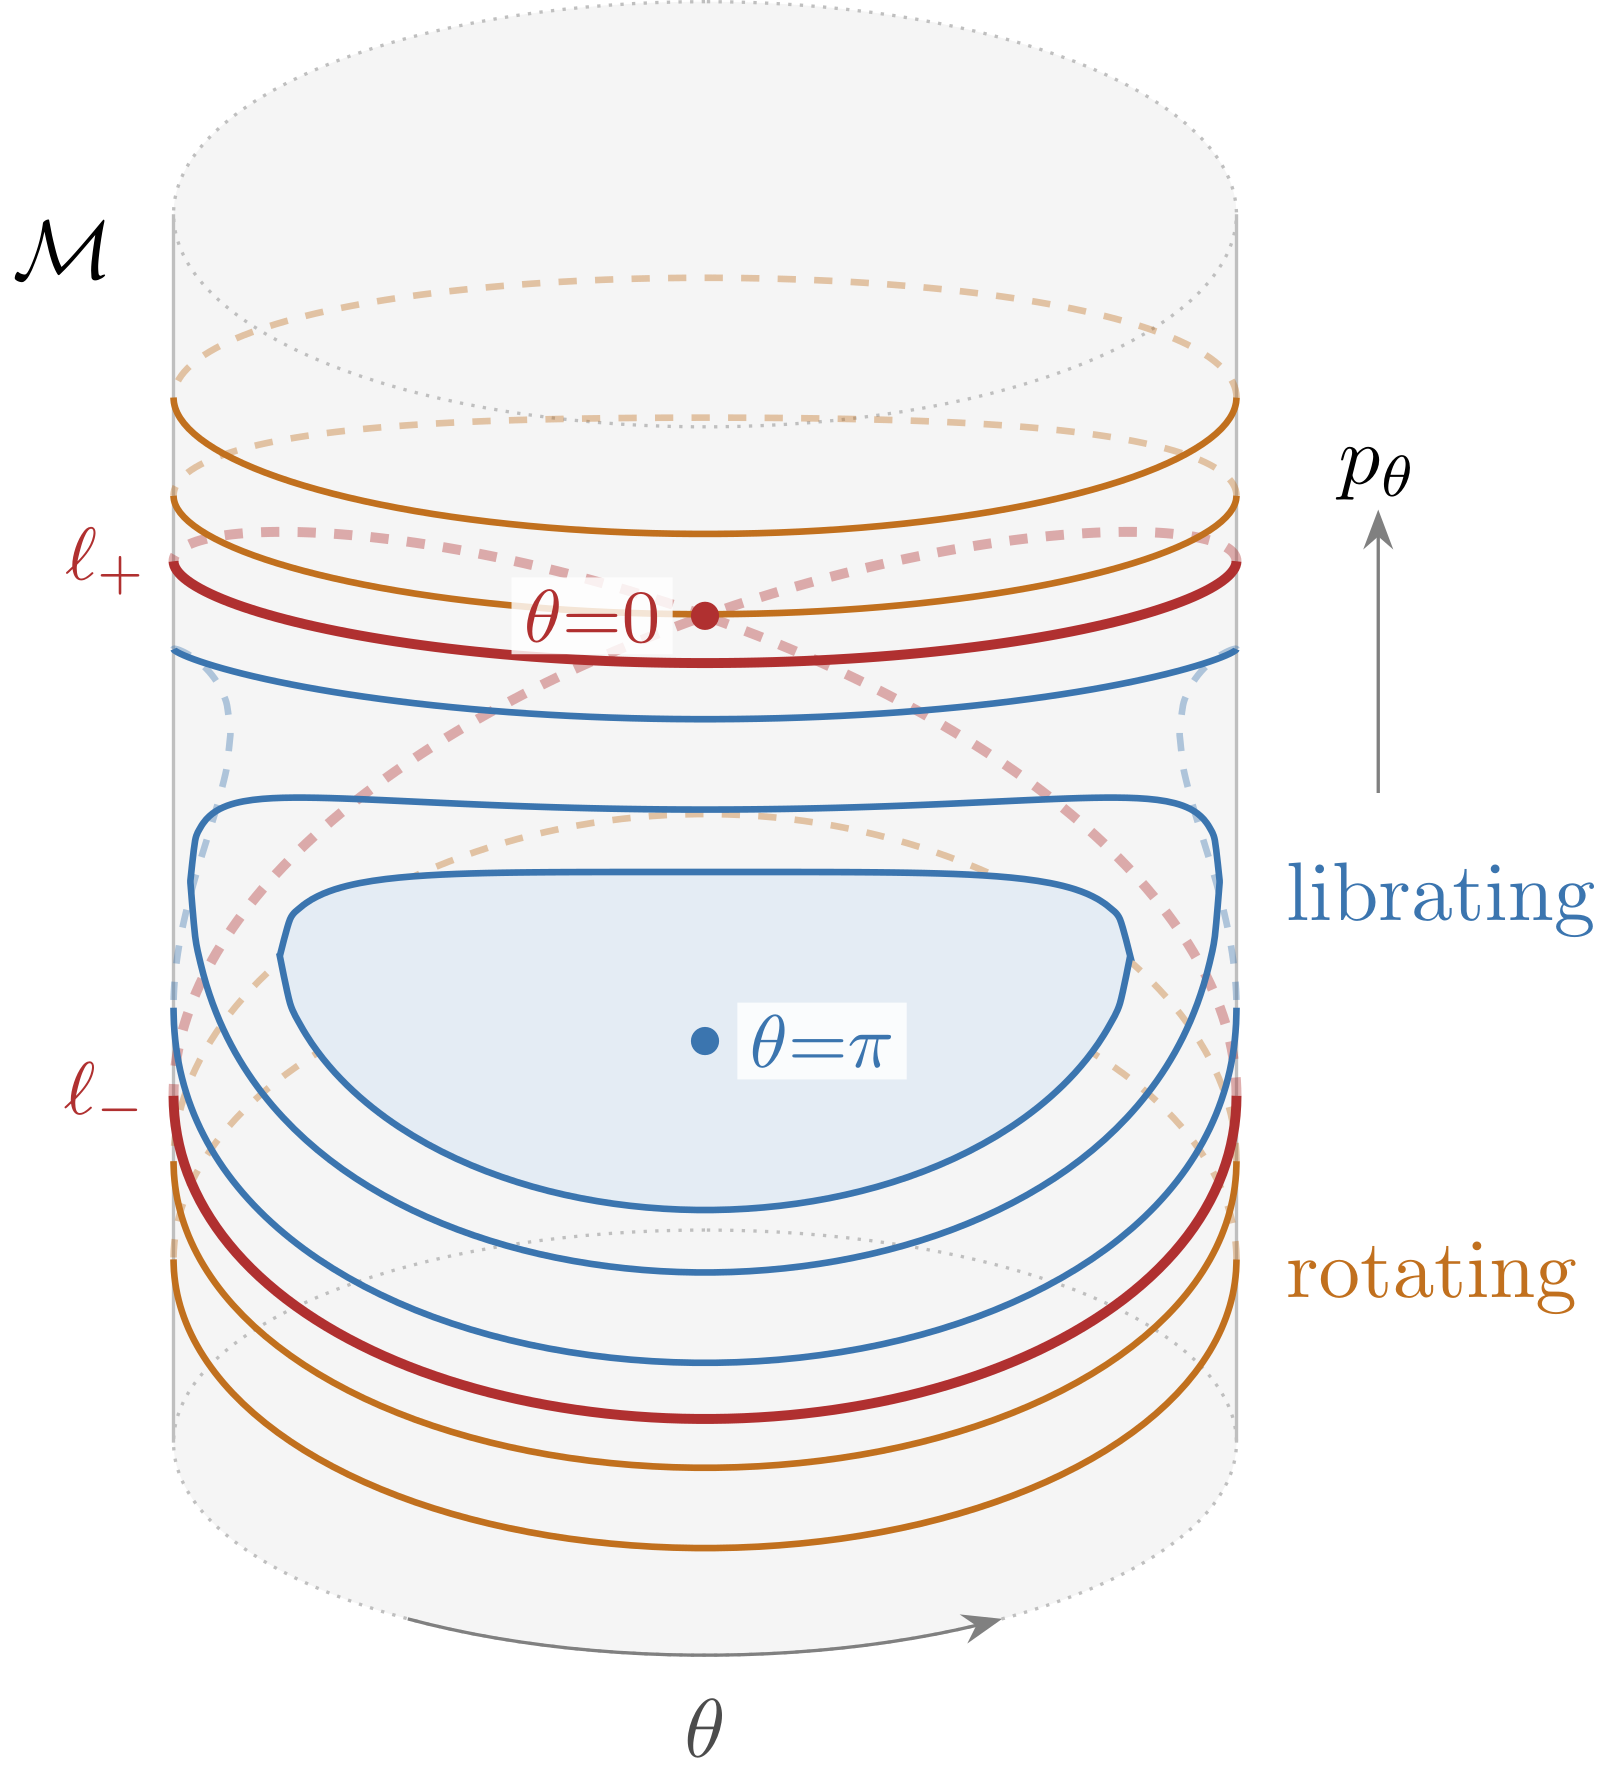 ℳ
p_θ
ℓ₊
θ=0
librating
θ=π
ℓ₋
rotating
θ